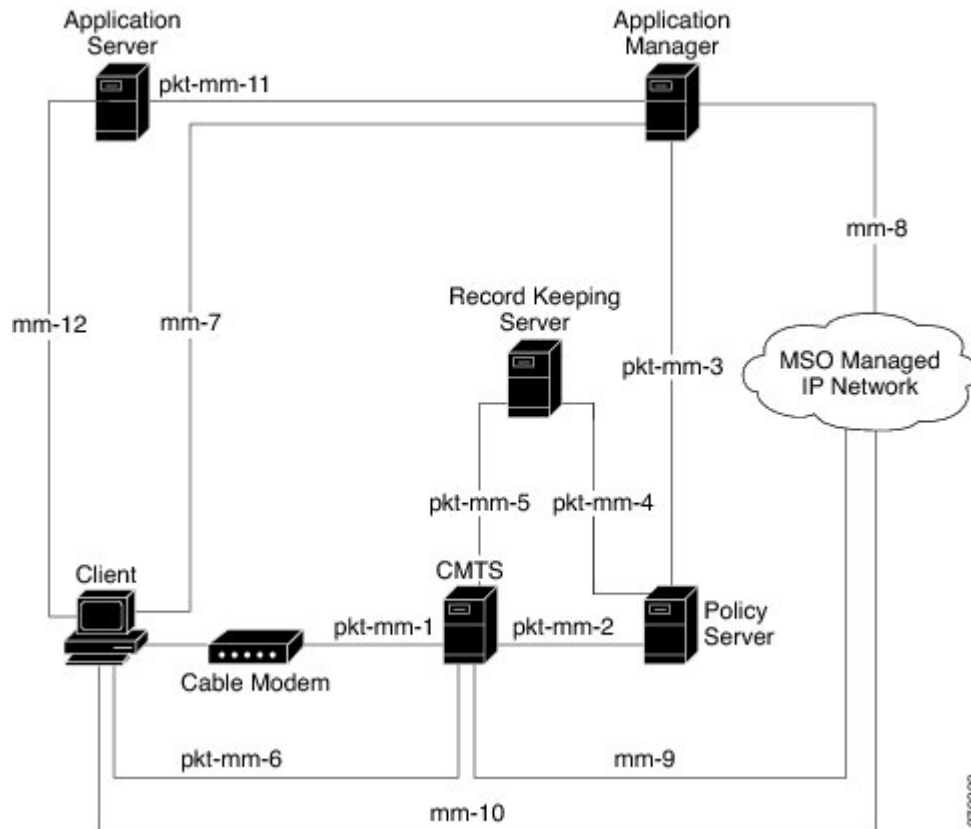 Application
Server
Application
Manager
pkt-mm-11
mm-8
Record Keeping
Server
mm-12
mm-7
pkt-mm-3
MSO Managed
IP Network
pkt-mm-5
pkt-mm-4
Client
CMTS
pkt-mm-1
pkt-mm-2
Policy
Server
Cable Modem
pkt-mm-6
mm-9
mm-10